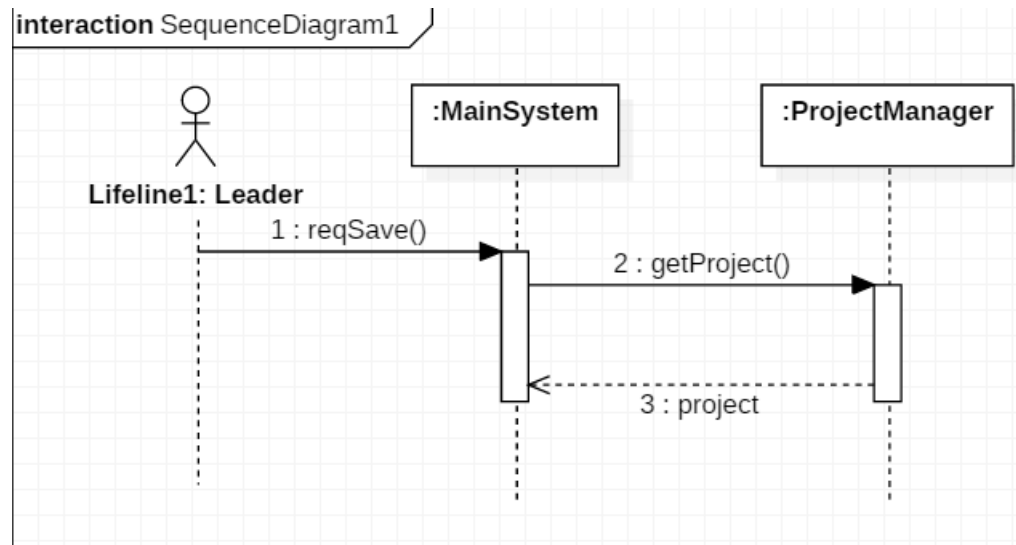 interaction SequenceDiagram1
:MainSystem
:ProjectManager
Lifeline1: Leader
1 : reqSave()
2 : getProject()
3 : project